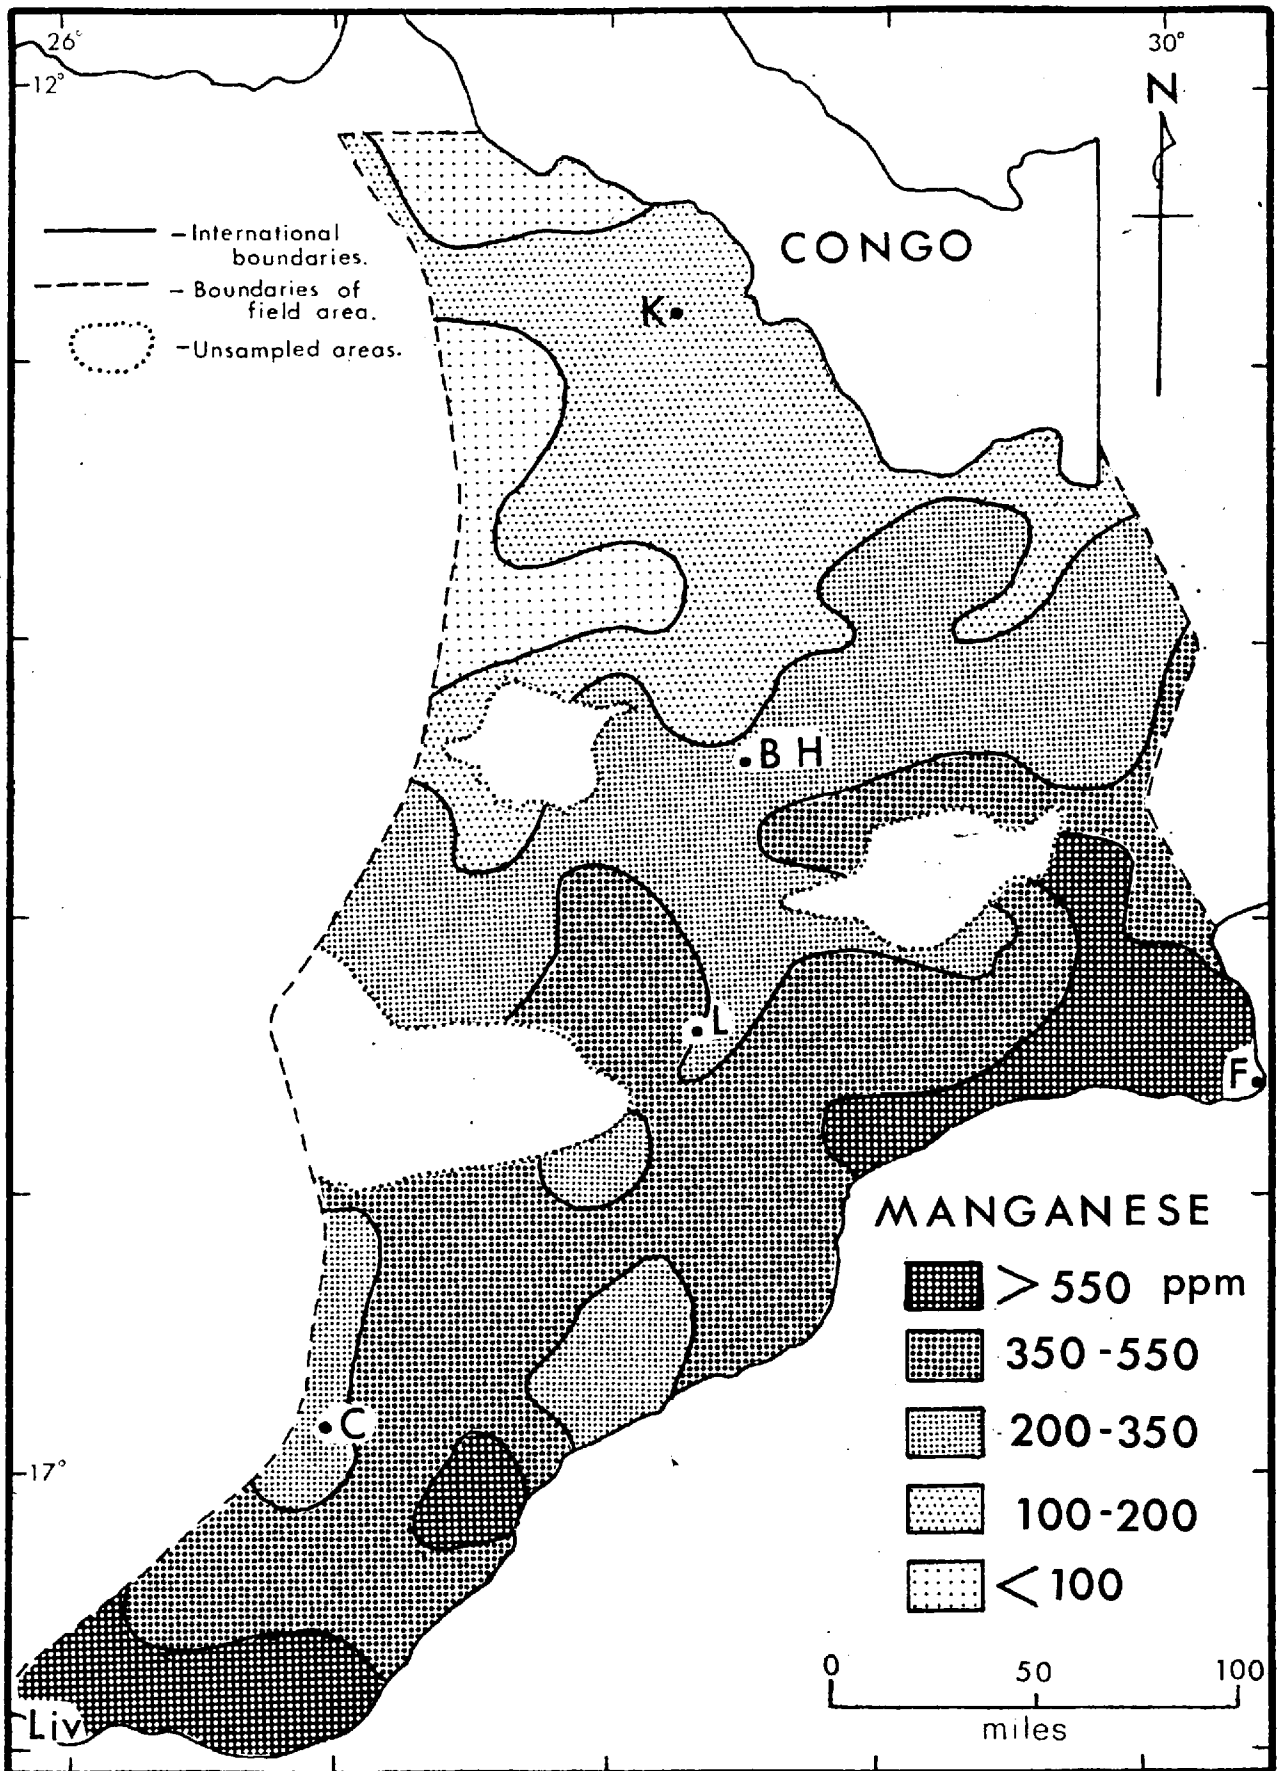 26°
30°
12°
N
– International
boundaries.
– Boundaries of
field area.
– Unsampled areas.
CONGO
K
B H
L
F
C
17°
Liv
MANGANESE
> 550 ppm
350 - 550
200 - 350
100 - 200
< 100
0 50 100
miles